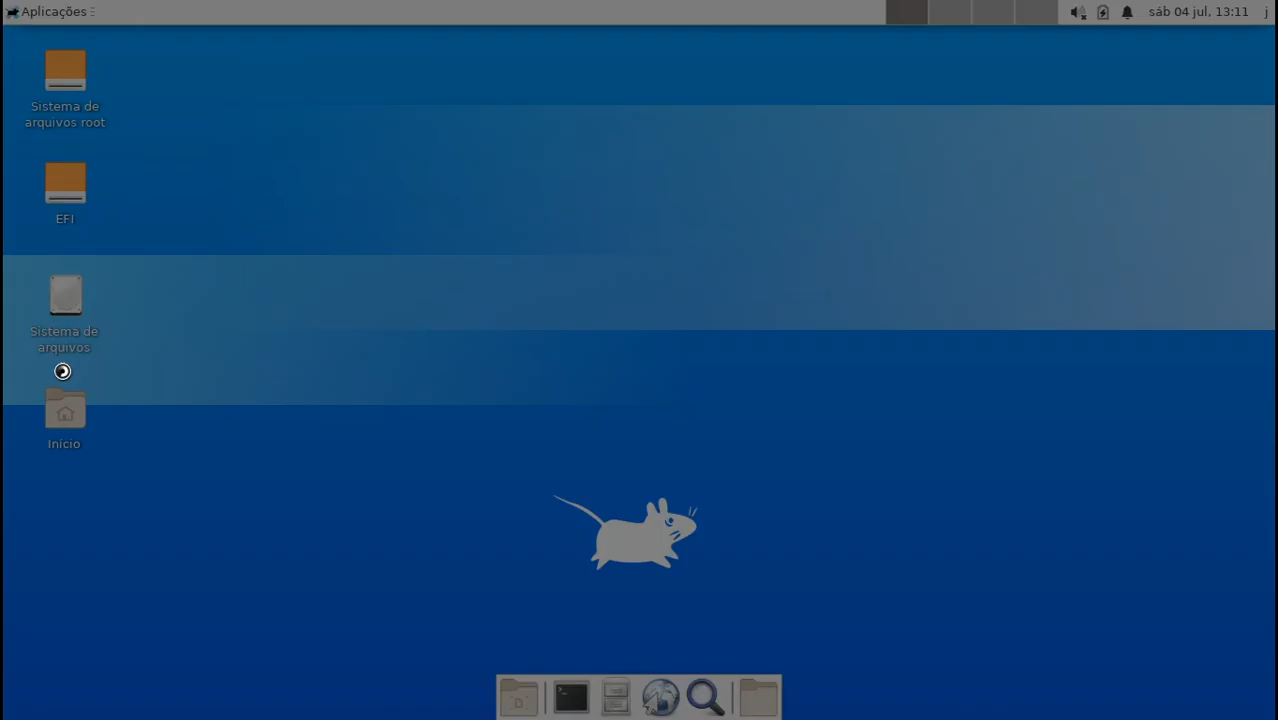 Aplicações
sáb 04 jul, 13:11 j
Sistema de
arquivos root
EFI
Sistema de
arquivos
Início